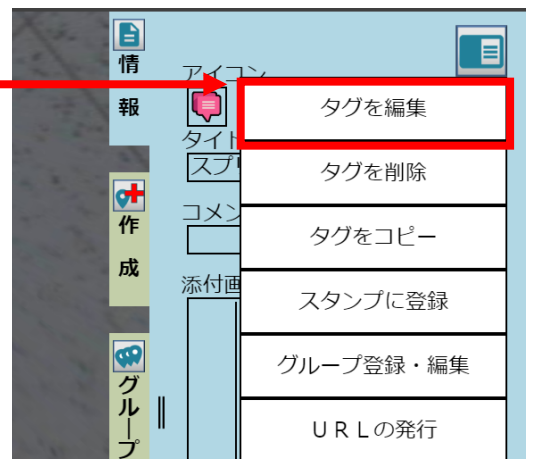 情報
作成
グループ
アイコン
タイト
スプ
コメン
添付画
タグを編集
タグを削除
タグをコピー
スタンプに登録
グループ登録・編集
ＵＲＬの発行